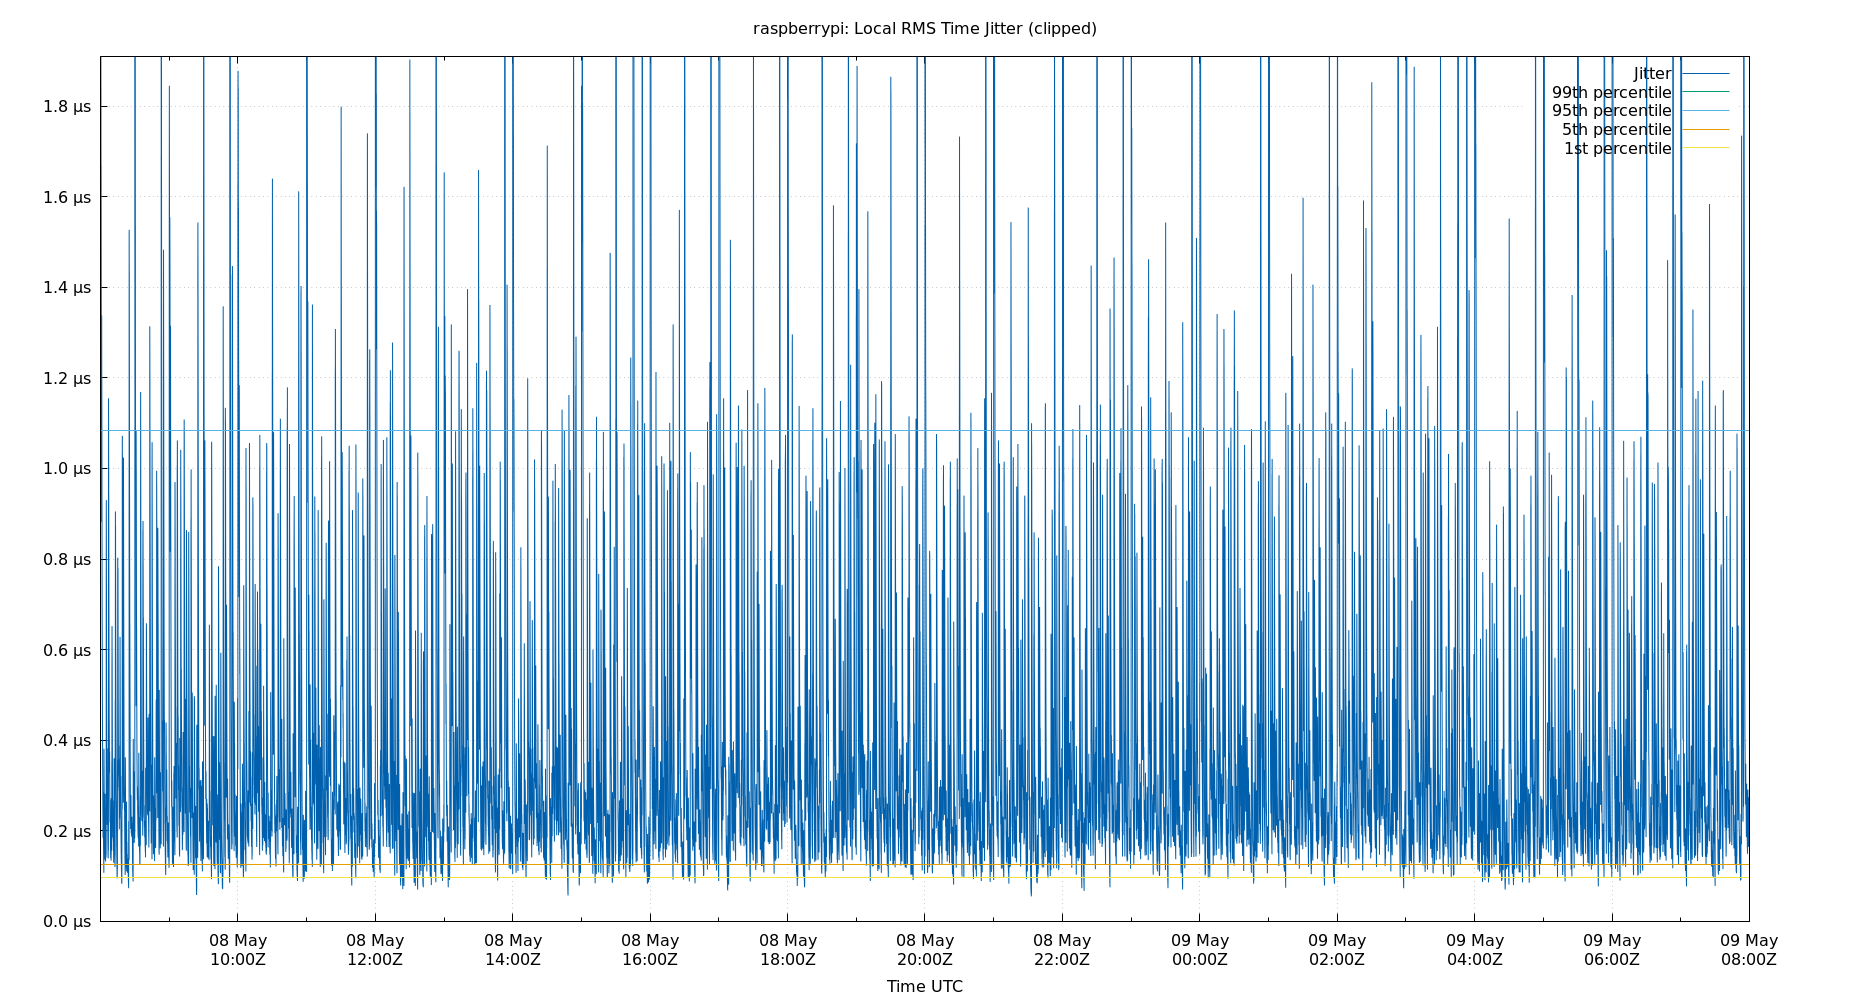 raspberrypi: Local RMS Time Jitter (clipped)
Jitter
99th percentile
95th percentile
5th percentile
1st percentile
1.8 μs
1.6 μs
1.4 μs
1.2 μs
1.0 μs
0.8 μs
0.6 μs
0.4 μs
0.2 μs
0.0 μs
08 May 08 May 08 May 08 May 08 May 08 May 08 May 09 May 09 May 09 May 09 May 09 May
10:00Z 12:00Z 14:00Z 16:00Z 18:00Z 20:00Z 22:00Z 00:00Z 02:00Z 04:00Z 06:00Z 08:00Z
Time UTC